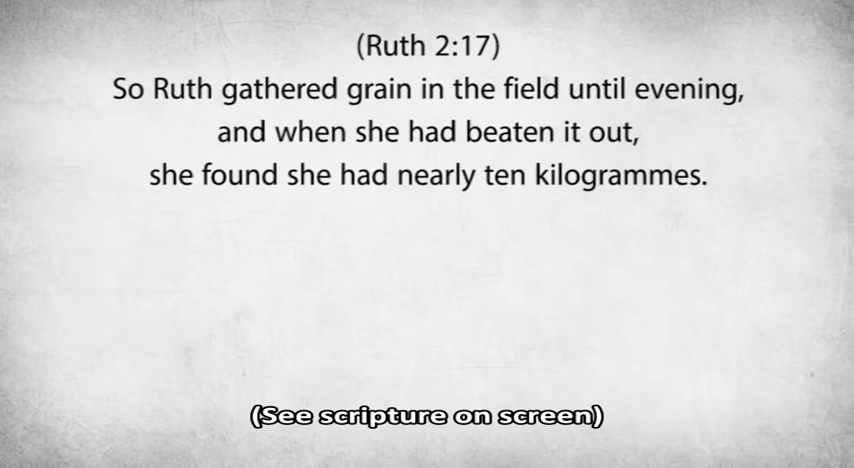 (Ruth 2:17)
So Ruth gathered grain in the field until evening,
and when she had beaten it out,
she found she had nearly ten kilogrammes.
(See scripture on screen)